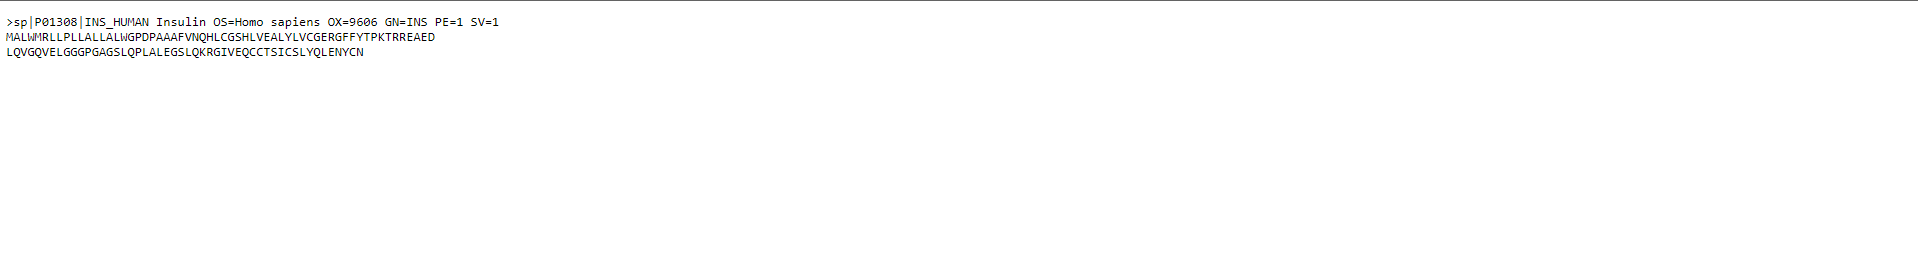 >sp|P01308|INS_HUMAN Insulin OS=Homo sapiens OX=9606 GN=INS PE=1 SV=1
MALWMRLLPLLALLALWGPDPAAAFVNQHLCGSHLVEALYLVCGERGFFYTPKTRREAED
LQVGQVELGGGPGAGSLQPLALEGSLQKRGIVEQCCTSICSLYQLENYCN